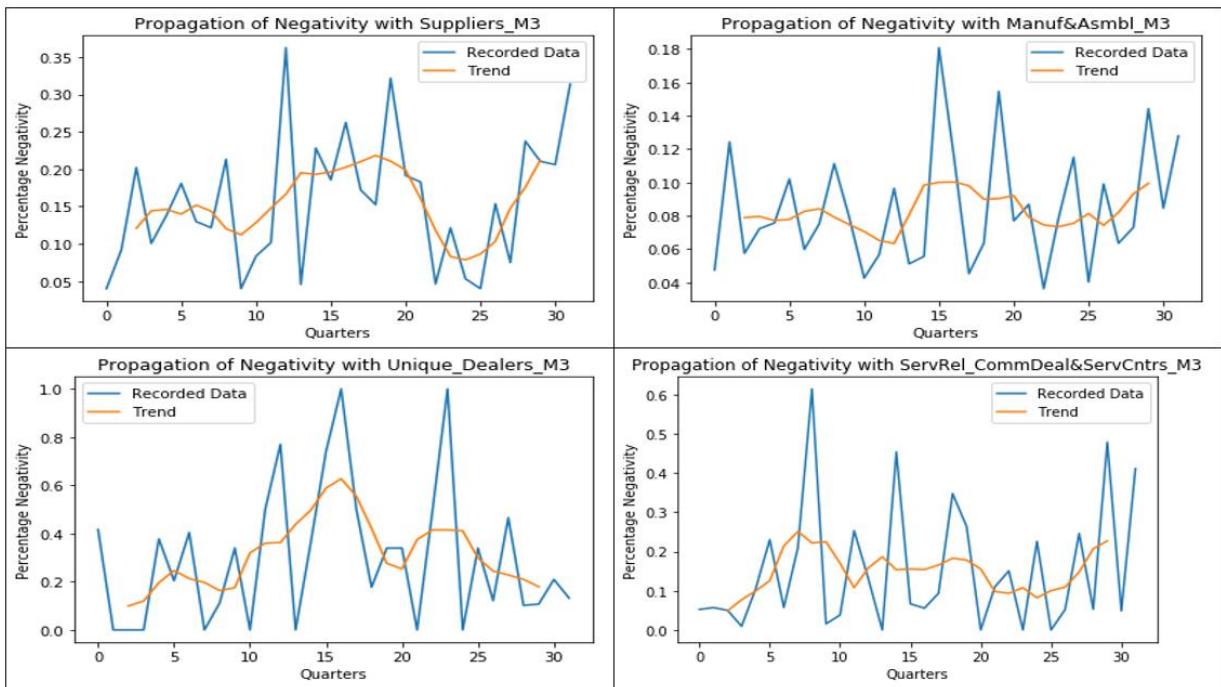 Propagation of Negativity with Suppliers_M3
Recorded Data
Trend
Percentage Negativity
0.35
0.30
0.25
0.20
0.15
0.10
0.05
0 5 10 15 20 25 30
Quarters
Propagation of Negativity with Manuf&Asmbl_M3
Recorded Data
Trend
Percentage Negativity
0.18
0.16
0.14
0.12
0.10
0.08
0.06
0.04
0 5 10 15 20 25 30
Quarters
Propagation of Negativity with Unique_Dealers_M3
Recorded Data
Trend
Percentage Negativity
1.0
0.8
0.6
0.4
0.2
0.0
0 5 10 15 20 25 30
Quarters
Propagation of Negativity with ServRel_CommDeal&ServCntrs_M3
Recorded Data
Trend
Percentage Negativity
0.6
0.5
0.4
0.3
0.2
0.1
0.0
0 5 10 15 20 25 30
Quarters